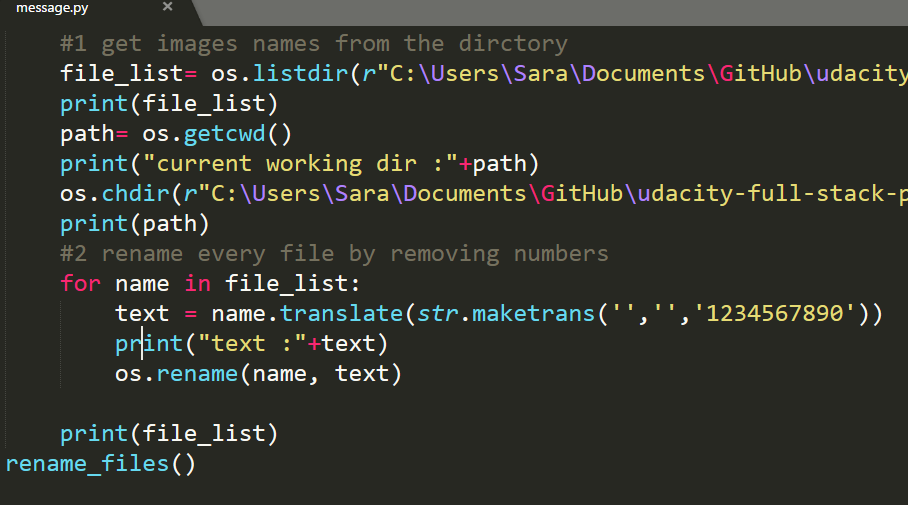 message.py ×
#1 get images names from the dirctory
file_list= os.listdir(r"C:\Users\Sara\Documents\GitHub\udacity
print(file_list)
path= os.getcwd()
print("current working dir :"+path)
os.chdir(r"C:\Users\Sara\Documents\GitHub\udacity-full-stack-p
print(path)
#2 rename every file by removing numbers
for name in file_list:
text = name.translate(str.maketrans('','','1234567890'))
print("text :"+text)
os.rename(name, text)
print(file_list)
rename_files()